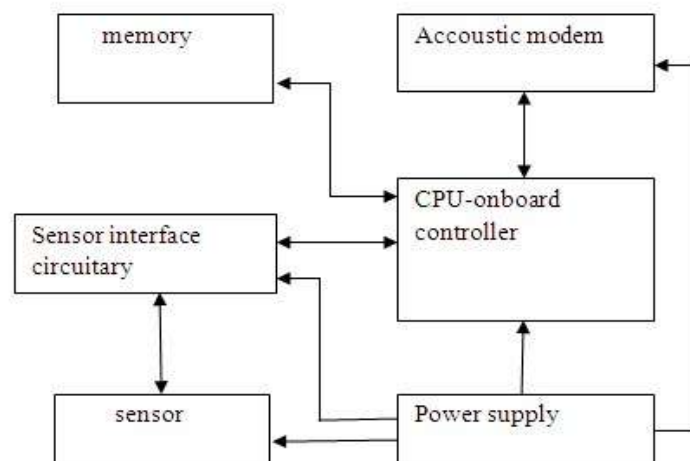 memory
Accoustic modem
CPU-onboard
controller
Sensor interface
circuitary
sensor
Power supply